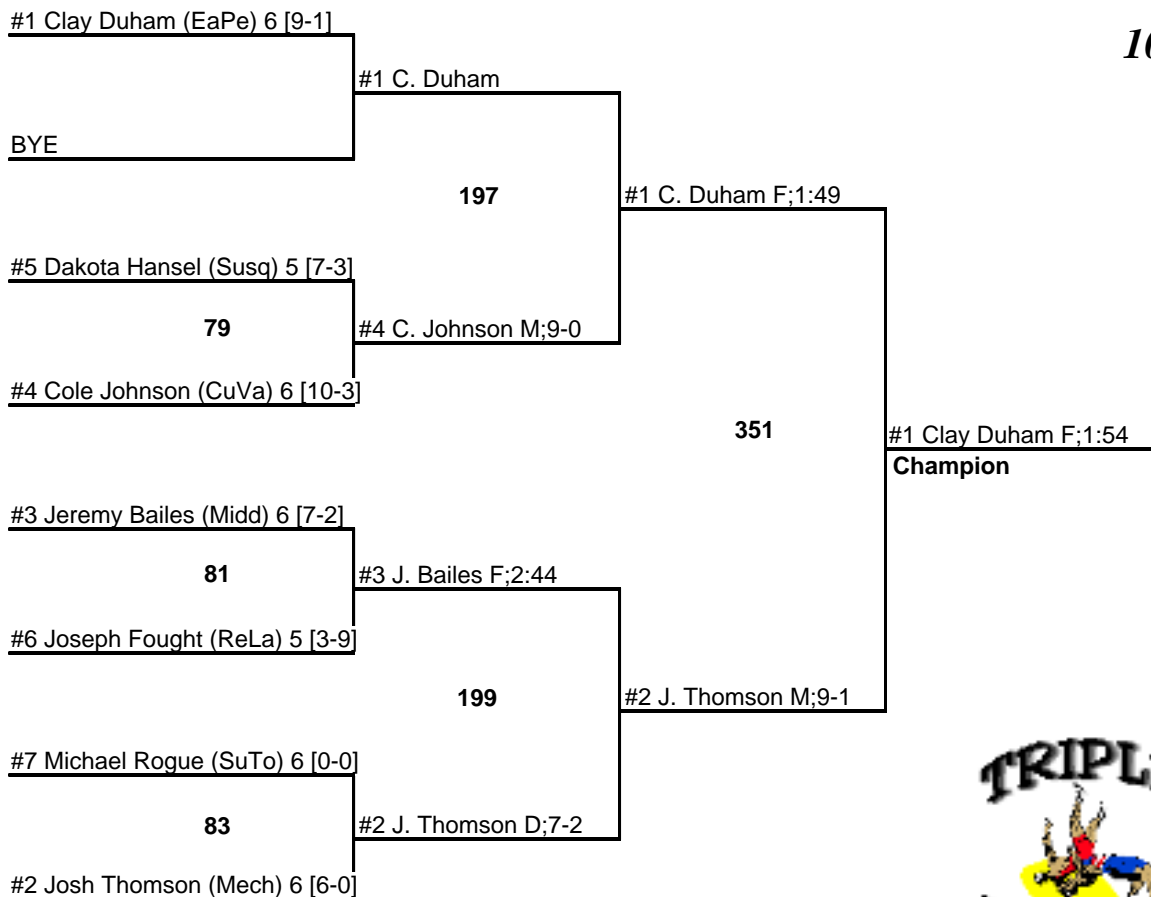 #1 Clay Duham (EaPe) 6 [9-1]
#1 C. Duham
BYE
197
#1 C. Duham F;1:49
#5 Dakota Hansel (Susq) 5 [7-3]
79
#4 C. Johnson M;9-0
#4 Cole Johnson (CuVa) 6 [10-3]
351
#1 Clay Duham F;1:54
Champion
#3 Jeremy Bailes (Midd) 6 [7-2]
81
#3 J. Bailes F;2:44
#6 Joseph Fought (ReLa) 5 [3-9]
199
#2 J. Thomson M;9-1
#7 Michael Rogue (SuTo) 6 [0-0]
83
#2 J. Thomson D;7-2
#2 Josh Thomson (Mech) 6 [6-0]